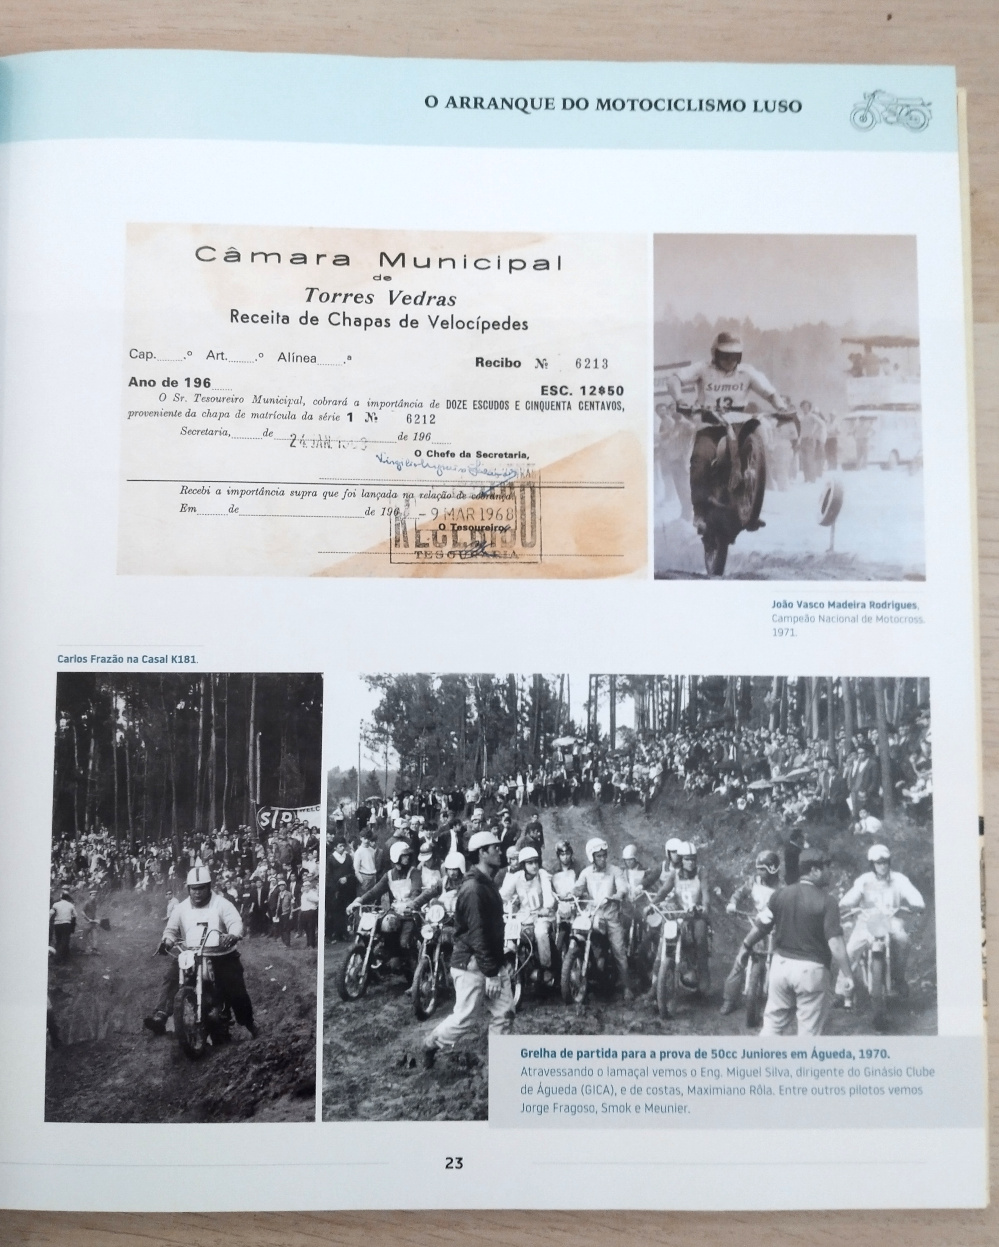 O ARRANQUE DO MOTOCICLISMO LUSO
Câmara Municipal
de
Torres Vedras
Receita de Chapas de Velocípedes
Cap.......º Art.......º Alínea.......ª
Recibo Nº 6213
Ano de 196......
ESC. 12$50
O Sr. Tesoureiro Municipal, cobrará a importância de DOZE ESCUDOS E CINQUENTA CENTAVOS,
proveniente da chapa de matrícula da série 1 Nº 6212
Secretaria,........de........................de 196......
24 JAN
O Chefe da Secretaria,
Recebi a importância supra que foi lançada na relação de cobrança.
Em........de........................de 196
- 9 MAR 1968
O Tesoureiro,
RECEBIDO
TESOURARIA
Sumol
13
João Vasco Madeira Rodrigues,
Campeão Nacional de Motocross,
1971.
Carlos Frazão na Casal K181.
7
Grelha de partida para a prova de 50cc Juniores em Águeda, 1970.
Atravessando o lamaçal vemos o Eng. Miguel Silva, dirigente do Ginásio Clube
de Águeda (GICA), e de costas, Maximiano Rôla. Entre outros pilotos vemos
Jorge Fragoso, Smok e Meunier.
23